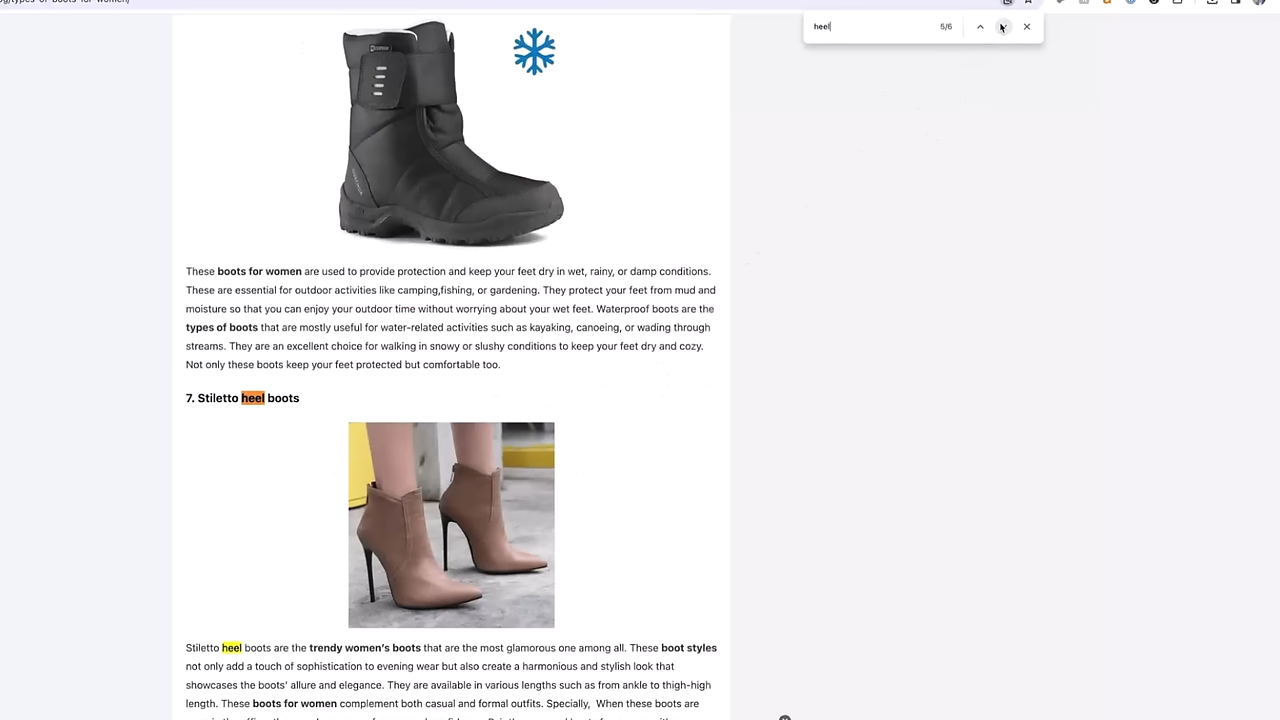 heel 5/6
These boots for women are used to provide protection and keep your feet dry in wet, rainy, or damp conditions.
These are essential for outdoor activities like camping,fishing, or gardening. They protect your feet from mud and
moisture so that you can enjoy your outdoor time without worrying about your wet feet. Waterproof boots are the
types of boots that are mostly useful for water-related activities such as kayaking, canoeing, or wading through
streams. They are an excellent choice for walking in snowy or slushy conditions to keep your feet dry and cozy.
Not only these boots keep your feet protected but comfortable too.
7. Stiletto heel boots
Stiletto heel boots are the trendy women's boots that are the most glamorous one among all. These boot styles
not only add a touch of sophistication to evening wear but also create a harmonious and stylish look that
showcases the boots' allure and elegance. They are available in various lengths such as from ankle to thigh-high
length. These boots for women complement both casual and formal outfits. Specially, When these boots are